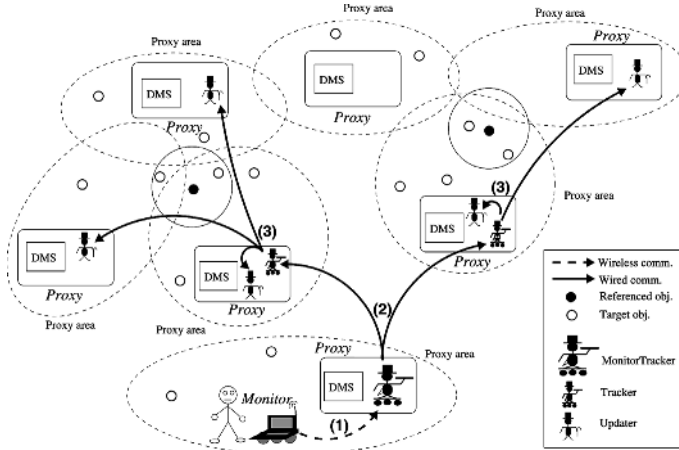 Proxy area
Proxy area
Proxy area
Proxy
Proxy
DMS
DMS
DMS
Proxy
Proxy
Proxy area
(3)
DMS
(3)
DMS
DMS
Proxy
Proxy
Proxy
Proxy area
Proxy area
(2)
Proxy
Proxy area
DMS
Monitor
(1)
Wireless comm.
Wired comm.
Referenced obj.
Target obj.
MonitorTracker
Tracker
Updater